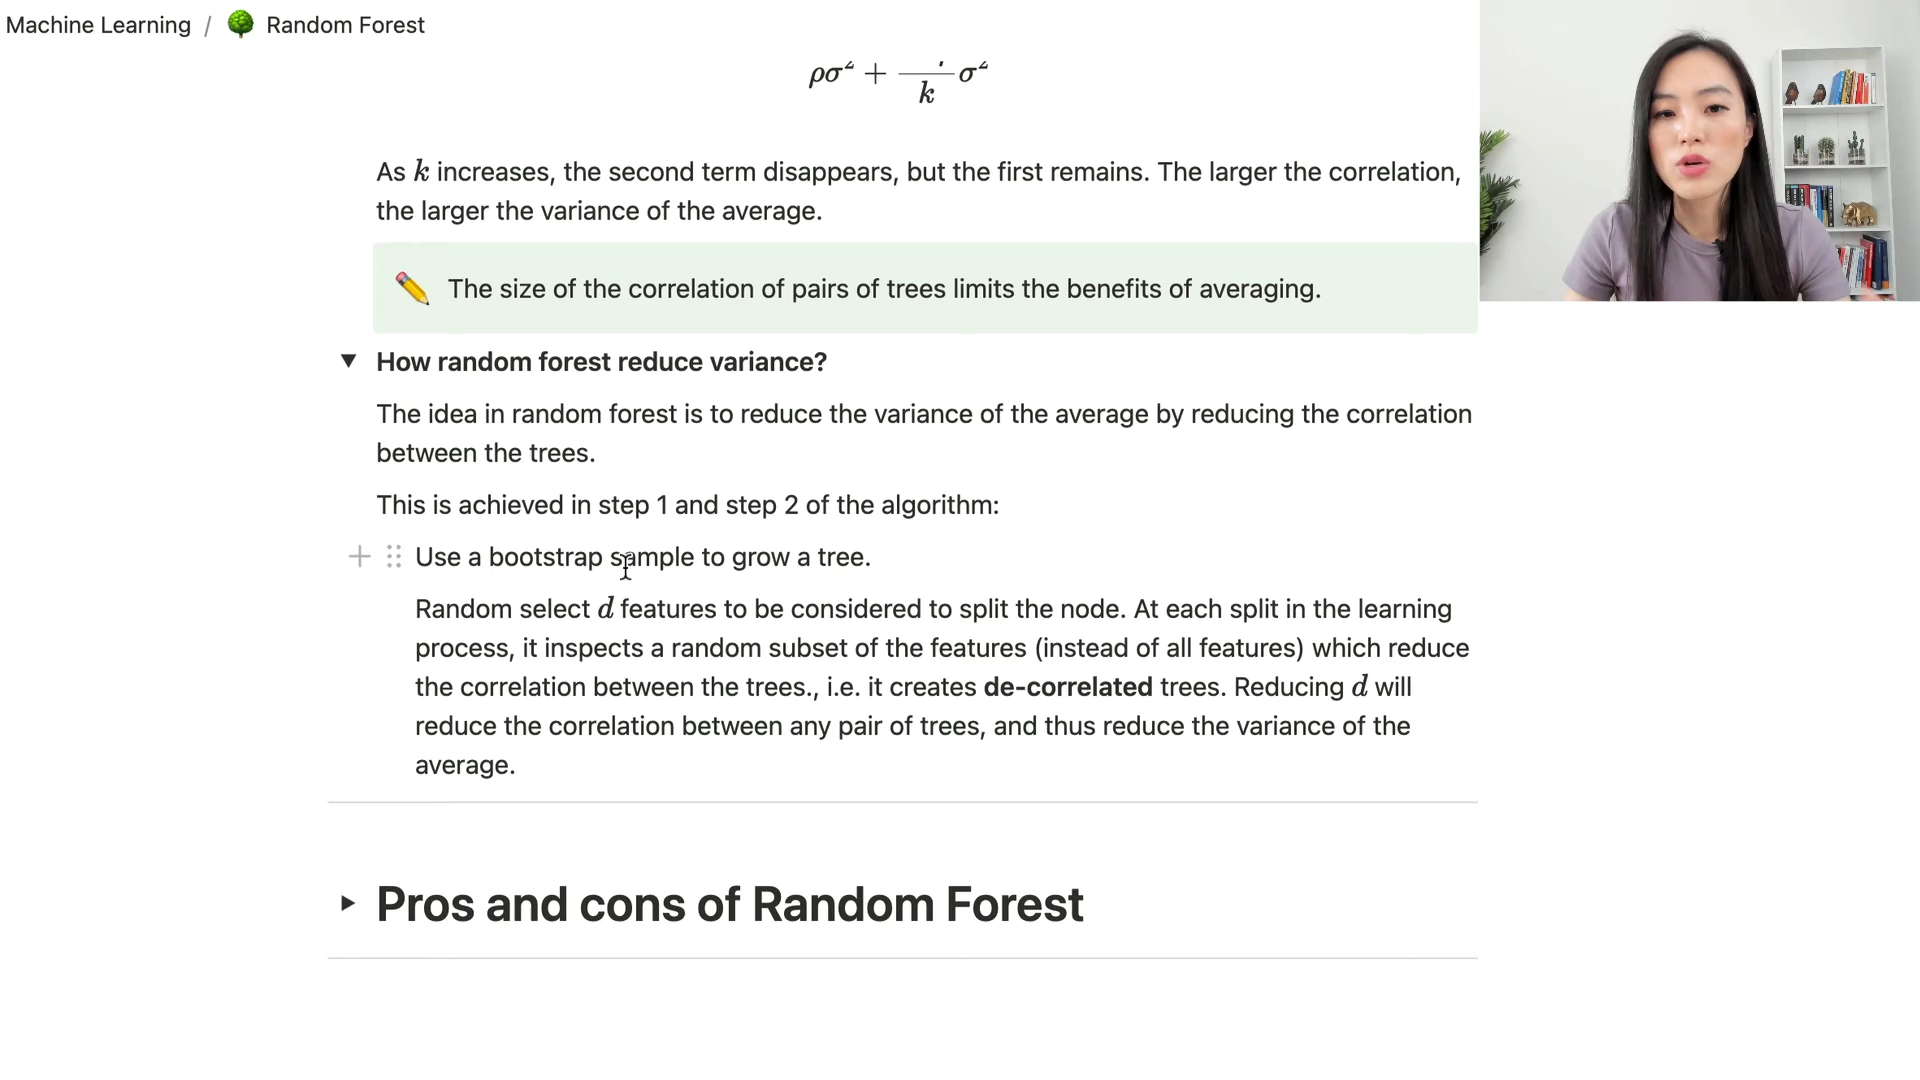 Machine Learning / 🌳 Random Forest
ρσ² + k σ²
As k increases, the second term disappears, but the first remains. The larger the correlation,
the larger the variance of the average.
✏️ The size of the correlation of pairs of trees limits the benefits of averaging.
▼ How random forest reduce variance?
The idea in random forest is to reduce the variance of the average by reducing the correlation
between the trees.
This is achieved in step 1 and step 2 of the algorithm:
Use a bootstrap sample to grow a tree.
Random select d features to be considered to split the node. At each split in the learning
process, it inspects a random subset of the features (instead of all features) which reduce
the correlation between the trees., i.e. it creates de-correlated trees. Reducing d will
reduce the correlation between any pair of trees, and thus reduce the variance of the
average.
▶ Pros and cons of Random Forest